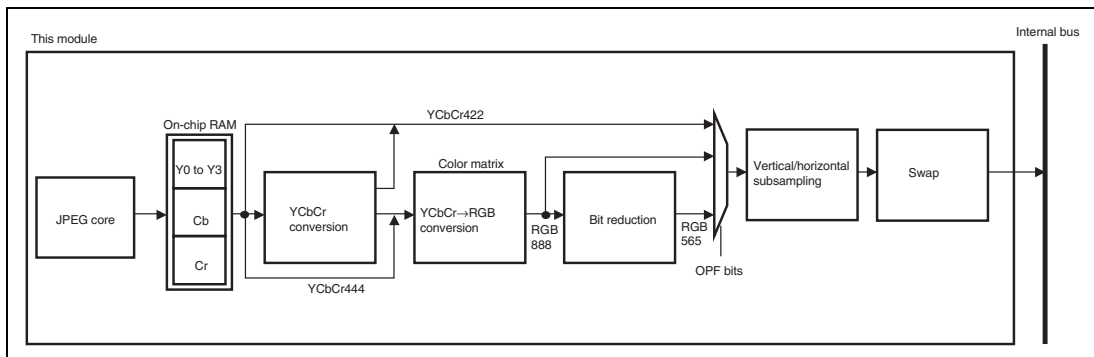 Internal bus
This module
YCbCr422
On-chip RAM
Y0 to Y3
Color matrix
Vertical/horizontal
subsampling
Swap
JPEG core
Cb
YCbCr
conversion
YCbCr→RGB
conversion
Bit reduction
RGB
888
RGB
565
Cr
OPF bits
YCbCr444